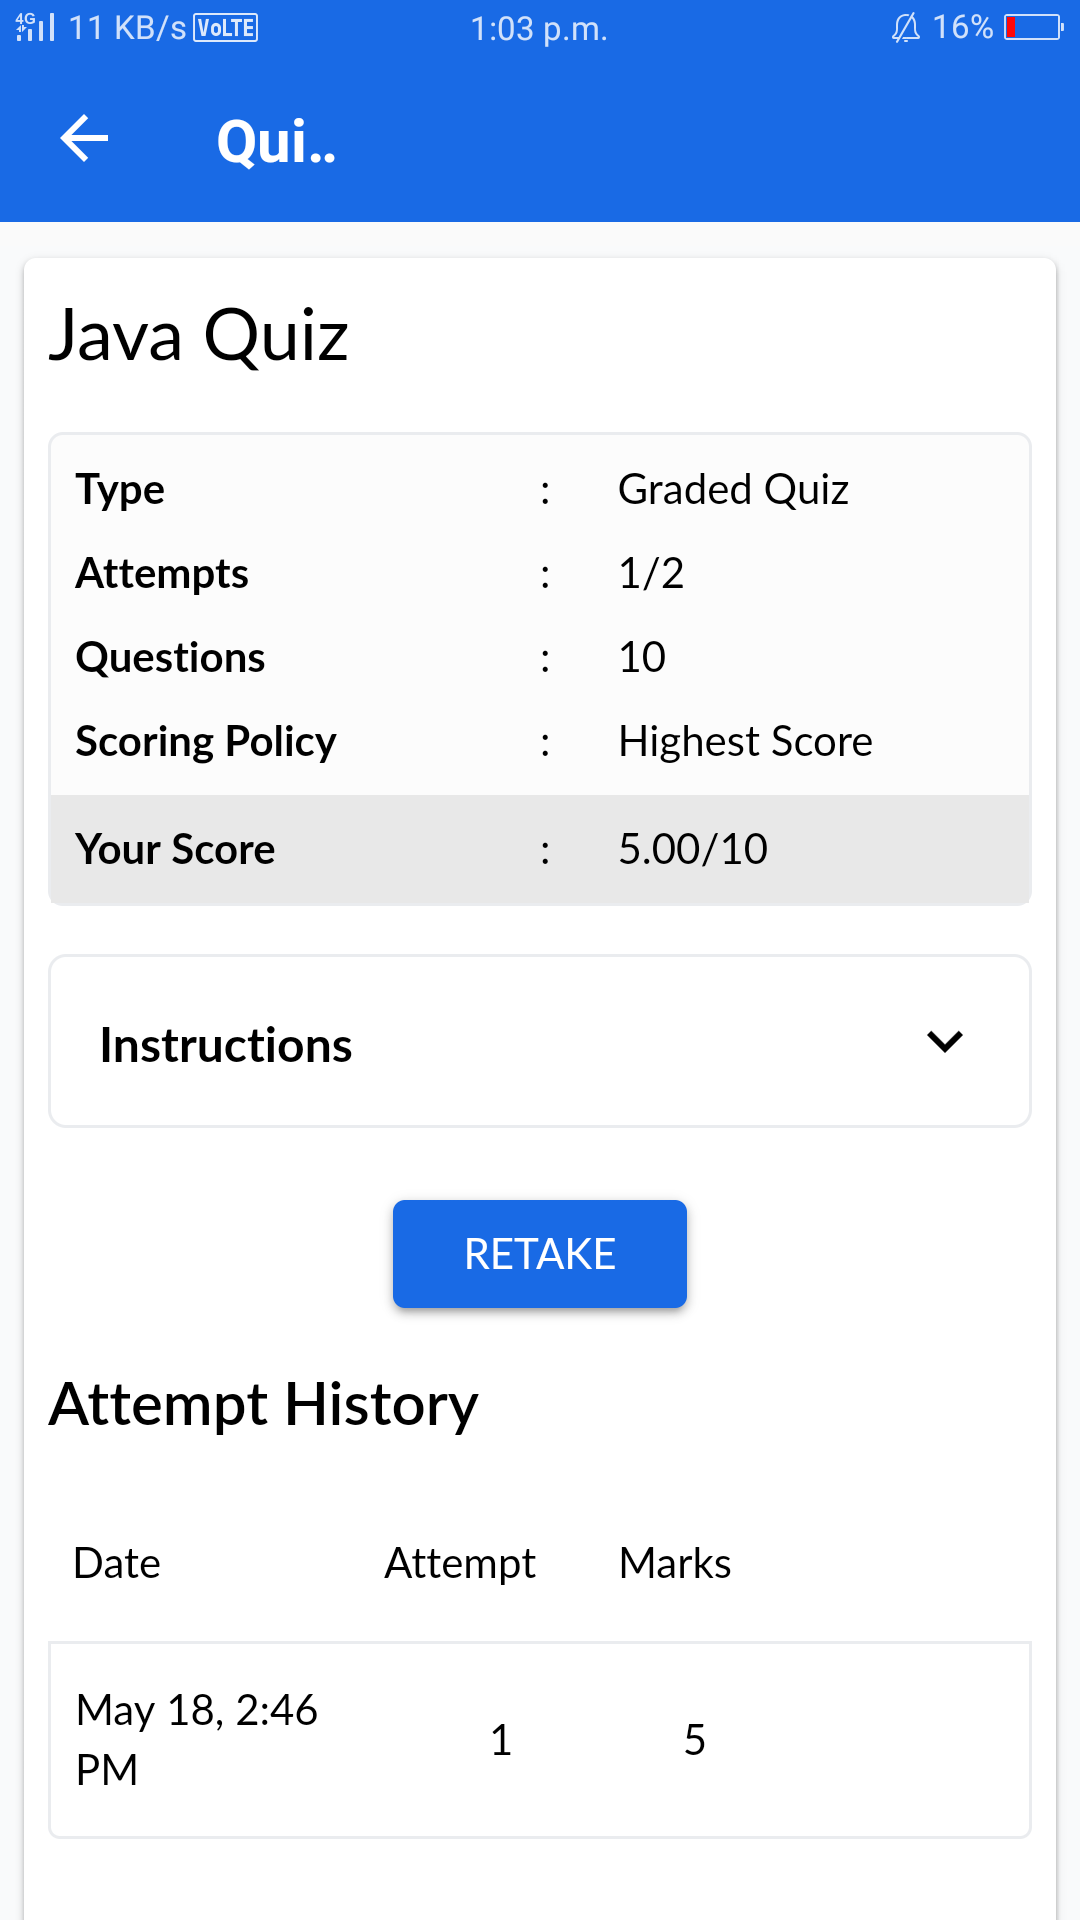 4G 11 KB/s VoLTE 1:03 p.m. 16%
Qui..
Java Quiz
Type : Graded Quiz
Attempts : 1/2
Questions : 10
Scoring Policy : Highest Score
Your Score : 5.00/10
Instructions
RETAKE
Attempt History
Date Attempt Marks
May 18, 2:46
PM
1 5